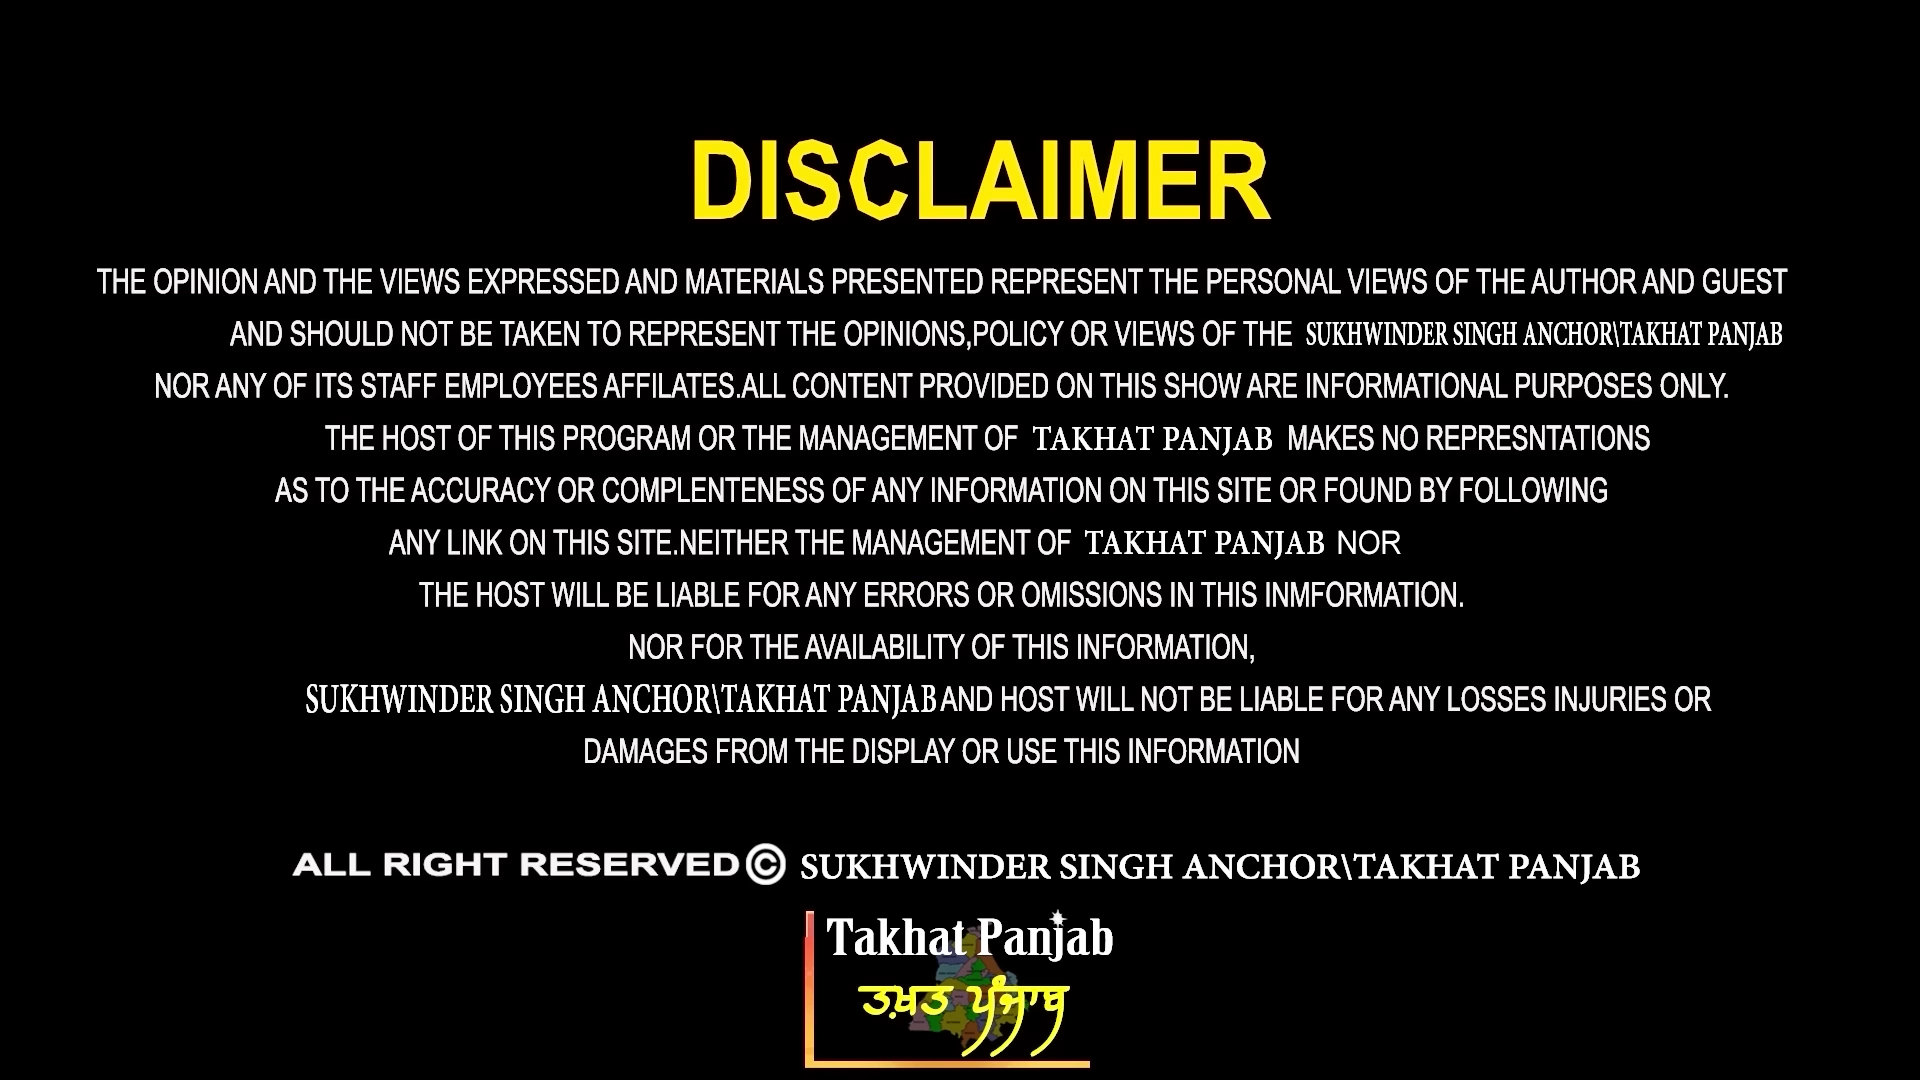 DISCLAIMER
THE OPINION AND THE VIEWS EXPRESSED AND MATERIALS PRESENTED REPRESENT THE PERSONAL VIEWS OF THE AUTHOR AND GUEST
AND SHOULD NOT BE TAKEN TO REPRESENT THE OPINIONS,POLICY OR VIEWS OF THE SUKHWINDER SINGH ANCHOR\TAKHAT PANJAB
NOR ANY OF ITS STAFF EMPLOYEES AFFILATES.ALL CONTENT PROVIDED ON THIS SHOW ARE INFORMATIONAL PURPOSES ONLY.
THE HOST OF THIS PROGRAM OR THE MANAGEMENT OF TAKHAT PANJAB MAKES NO REPRESNTATIONS
AS TO THE ACCURACY OR COMPLENTENESS OF ANY INFORMATION ON THIS SITE OR FOUND BY FOLLOWING
ANY LINK ON THIS SITE.NEITHER THE MANAGEMENT OF TAKHAT PANJAB NOR
THE HOST WILL BE LIABLE FOR ANY ERRORS OR OMISSIONS IN THIS INMFORMATION.
NOR FOR THE AVAILABILITY OF THIS INFORMATION,
SUKHWINDER SINGH ANCHOR\TAKHAT PANJAB AND HOST WILL NOT BE LIABLE FOR ANY LOSSES INJURIES OR
DAMAGES FROM THE DISPLAY OR USE THIS INFORMATION
ALL RIGHT RESERVED © SUKHWINDER SINGH ANCHOR\TAKHAT PANJAB
Takhat Panjab
ਤਖ਼ਤ ਪੰਜਾਬ